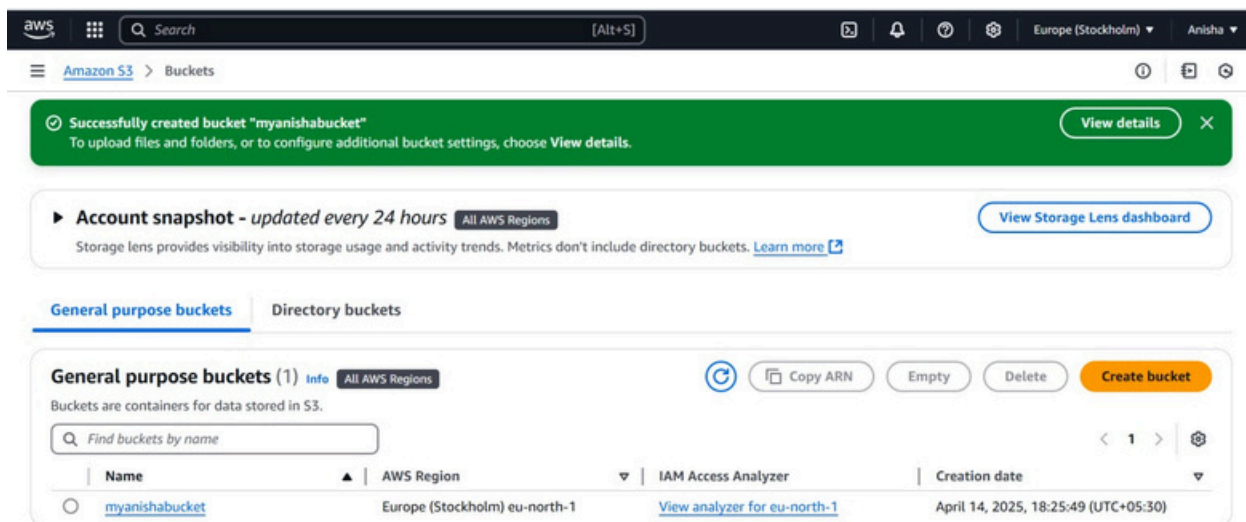 aws Search [Alt+S] Europe (Stockholm) Anisha
Amazon S3 > Buckets
Successfully created bucket "myanishabucket" View details
To upload files and folders, or to configure additional bucket settings, choose View details.
Account snapshot - updated every 24 hours All AWS Regions View Storage Lens dashboard
Storage lens provides visibility into storage usage and activity trends. Metrics don't include directory buckets. Learn more
General purpose buckets Directory buckets
General purpose buckets (1) Info All AWS Regions Copy ARN Empty Delete Create bucket
Buckets are containers for data stored in S3.
Find buckets by name < 1 >
Name AWS Region IAM Access Analyzer Creation date
myanishabucket Europe (Stockholm) eu-north-1 View analyzer for eu-north-1 April 14, 2025, 18:25:49 (UTC+05:30)